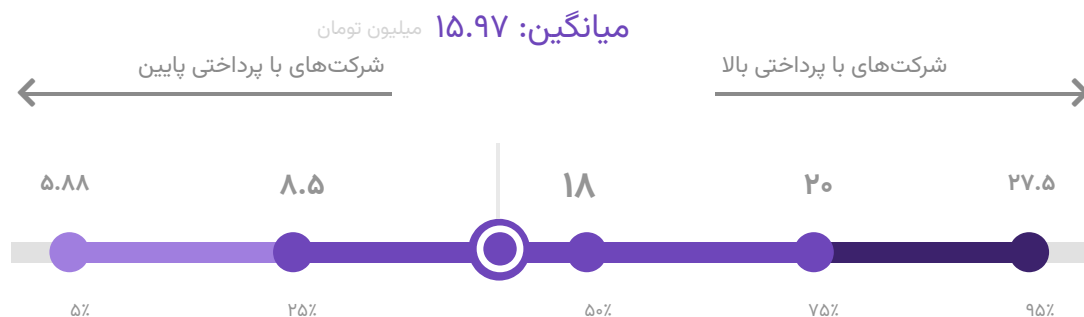 میانگین: ۱۵.۹۷ میلیون تومان
شرکت‌های با پرداختی بالا
شرکت‌های با پرداختی پایین
۵.۸۸ ۸.۵ ۱۸ ۲۰ ۲۷.۵
۵٪ ۲۵٪ ۵۰٪ ۷۵٪ ۹۵٪